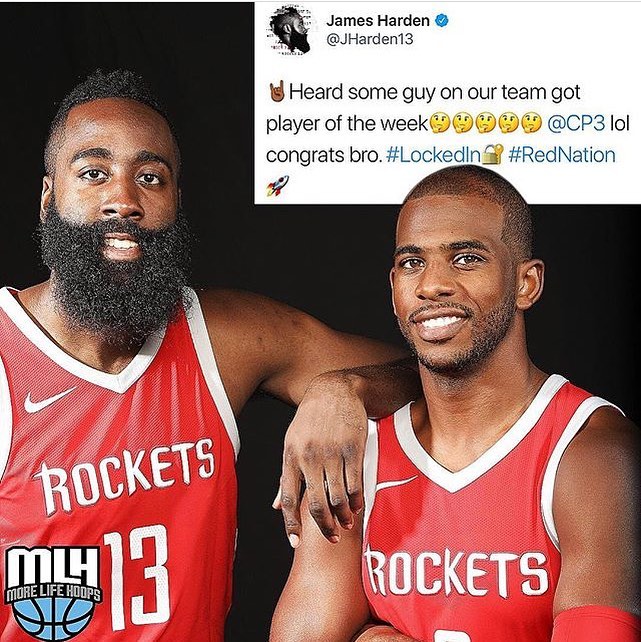 James Harden
@JHarden13
🤘🏾Heard some guy on our team got
player of the week🤔🤔🤔🤔🤔 @CP3 lol
congrats bro. #LockedIn🔐 #RedNation
🚀
ROCKETS
13
ROCKETS
MLH
MORE LIFE HOOPS